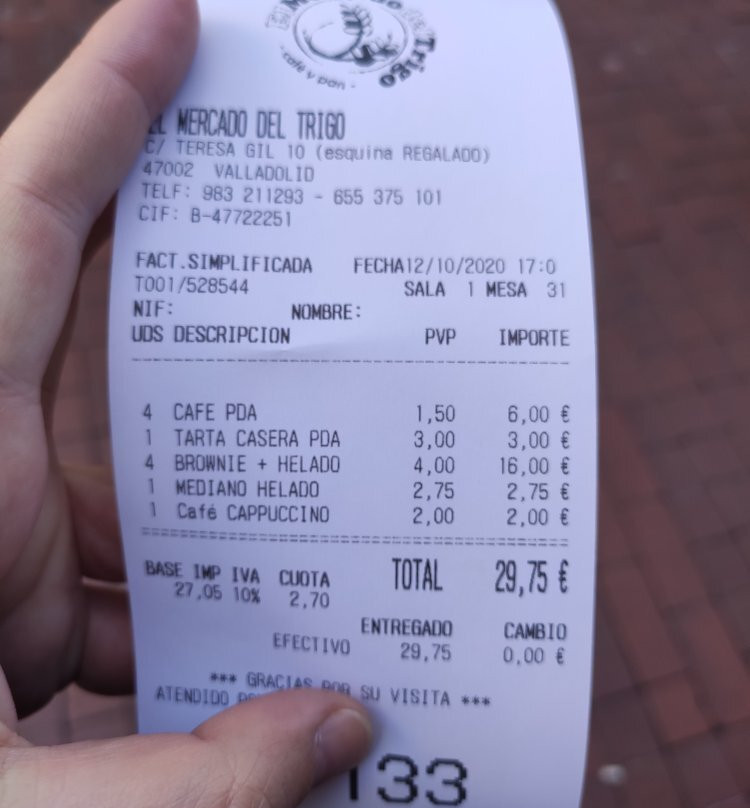 Trigo
café y pan
EL MERCADO DEL TRIGO
C/ TERESA GIL 10 (esquina REGALADO)
47002 VALLADOLID
TELF: 983 211293 - 655 375 101
CIF: B-47722251
FACT.SIMPLIFICADA FECHA12/10/2020 17:0
T001/528544 SALA 1 MESA 31
NIF: NOMBRE:
UDS DESCRIPCION PVP IMPORTE
4 CAFE PDA 1,50 6,00 €
1 TARTA CASERA PDA 3,00 3,00 €
4 BROWNIE + HELADO 4,00 16,00 €
1 MEDIANO HELADO 2,75 2,75 €
1 Café CAPPUCCINO 2,00 2,00 €
BASE IMP IVA CUOTA TOTAL 29,75 €
27,05 10% 2,70
ENTREGADO CAMBIO
EFECTIVO 29,75 0,00 €
*** GRACIAS POR SU VISITA ***
ATENDIDO
133